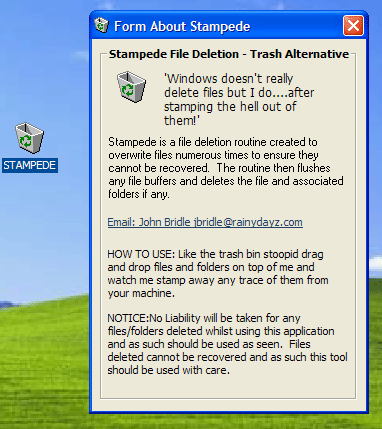 Form About Stampede
Stampede File Deletion - Trash Alternative
'Windows doesn't really
delete files but I do....after
stamping the hell out of
them!'
STAMPEDE
Stampede is a file deletion routine created to
overwrite files numerous times to ensure they
cannot be recovered. The routine then flushes
any file buffers and deletes the file and associated
folders if any.
Email: John Bridle jbridle@rainydayz.com
HOW TO USE: Like the trash bin stoopid drag
and drop files and folders on top of me and
watch me stamp away any trace of them from
your machine.
NOTICE:No Liability will be taken for any
files/folders deleted whilst using this application
and as such should be used as seen. Files
deleted cannot be recovered and as such this tool
should be used with care.